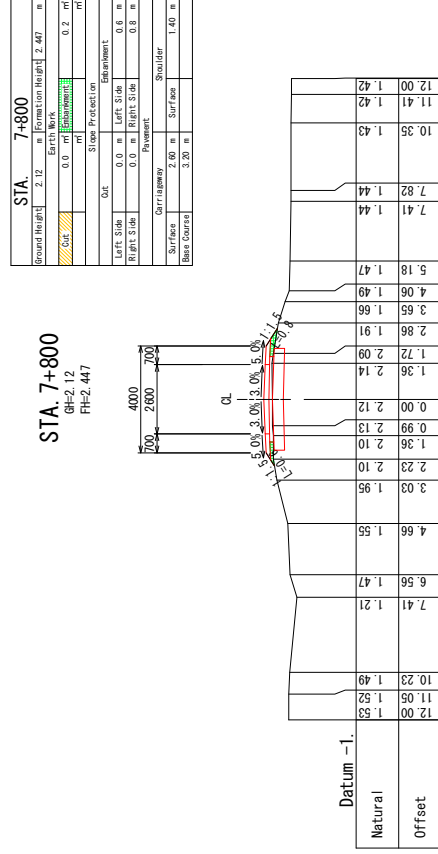 STA. 7+800
Ground Height 2.12 m Formation Height 2.447 m
Earth Work
Cut 0.0 ㎡ Embankment 0.2 ㎡
㎡ ㎡
Slope Protection
Cut Embankment
Left Side 0.0 m Left Side 0.6 m
Right Side 0.0 m Right Side 0.8 m
Pavement
Carriageway Shoulder
Surface 2.60 m Surface 1.40 m
Base Course 3.20 m
STA. 7+800
GH=2.12
FH=2.447
4000
700 2600 700
CL
5.0% 3.0% 3.0% 5.0%
1:1.5 1:1.5
L=0.8
Datum -1.
Natural 1.53 1.52 1.49 1.21 1.47 1.55 1.95 2.10 2.10 2.13 2.12 2.14 2.09 1.91 1.66 1.49 1.47 1.44 1.44 1.43 1.42 1.42
Offset 12.00 11.05 10.23 7.41 6.56 4.66 3.03 2.23 1.36 0.99 0.00 1.36 1.72 2.86 3.65 4.06 5.18 7.41 7.82 10.35 11.41 12.00